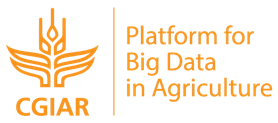 CGIAR
Platform for
Big Data
in Agriculture